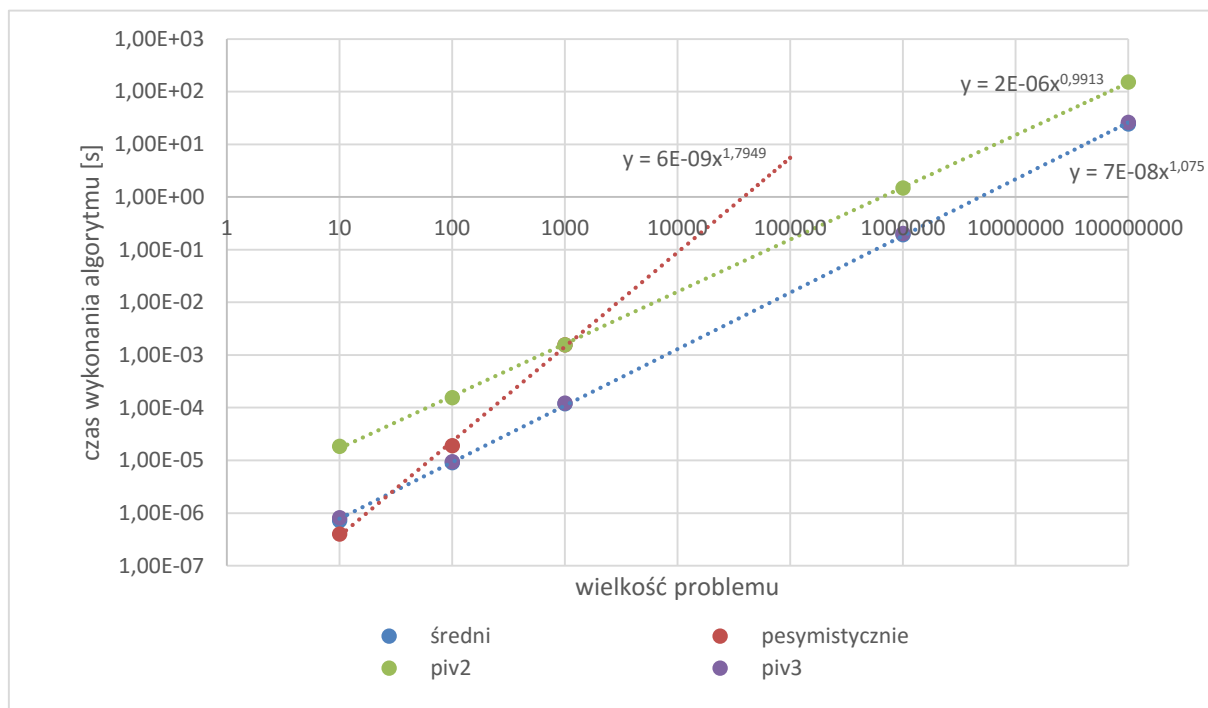 1,00E+03
1,00E+02
1,00E+01
1,00E+00
1,00E-01
1,00E-02
1,00E-03
1,00E-04
1,00E-05
1,00E-06
1,00E-07
czas wykonania algorytmu [s]
y = 2E-06x^0,9913
y = 6E-09x^1,7949
y = 7E-08x^1,075
1 10 100 1000 10000 100000 1000000 10000000 100000000
wielkość problemu
średni pesymistycznie
piv2 piv3